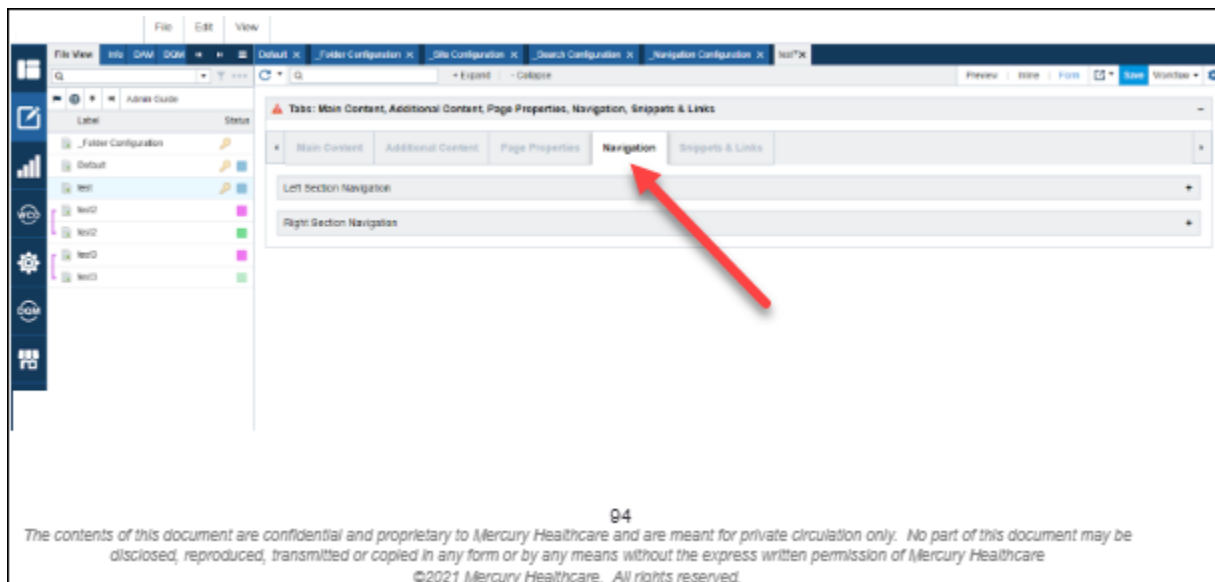 File Edit View
File View Info DAM DQM
Default × _Folder Configuration × _Site Configuration × _Search Configuration × _Navigation Configuration × test*×
+ Expand | - Collapse Preview | Inline | Form Save Workflow
Admin Guide
Label Status
_Folder Configuration
Default
test
test2
test2
test3
test3
Tabs: Main Content, Additional Content, Page Properties, Navigation, Snippets & Links
Main Content Additional Content Page Properties Navigation Snippets & Links
Left Section Navigation +
Right Section Navigation +
WCO
DQM
94
The contents of this document are confidential and proprietary to Mercury Healthcare and are meant for private circulation only. No part of this document may be
disclosed, reproduced, transmitted or copied in any form or by any means without the express written permission of Mercury Healthcare
©2021 Mercury Healthcare. All rights reserved.